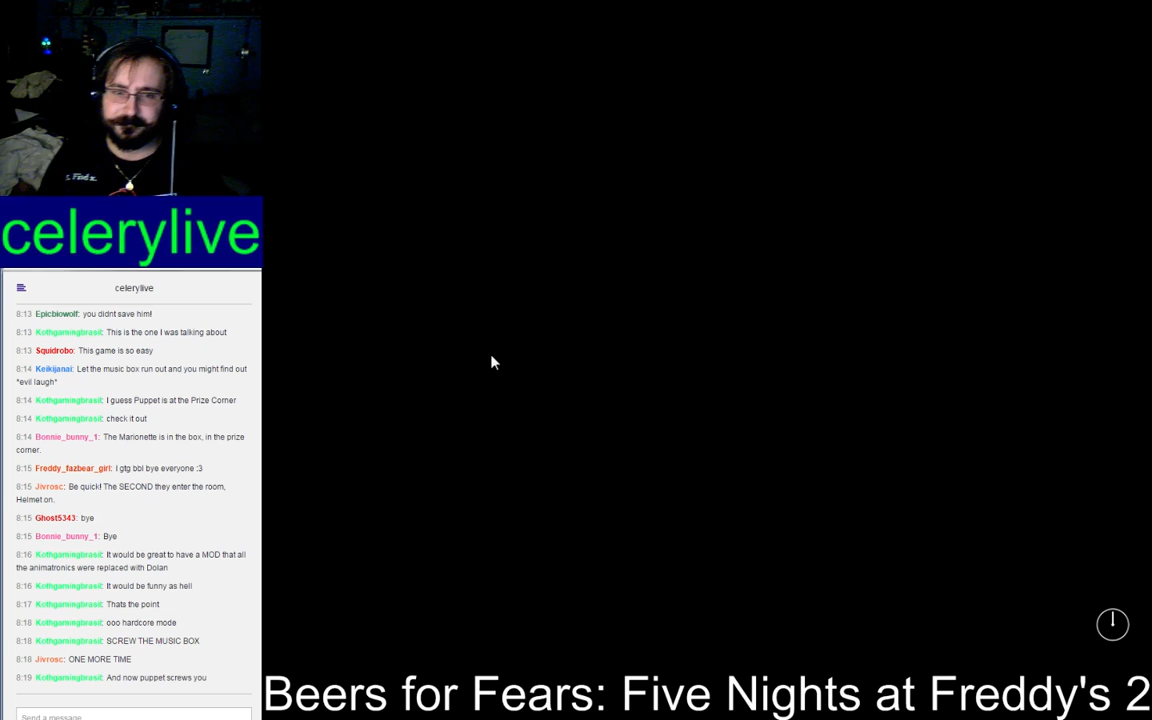 celerylive
celerylive
8:13 Epicbiowolf: you didnt save him!
8:13 Kothgamingbrasil: This is the one I was talking about
8:13 Squidrobo: This game is so easy
8:14 Keikijanai: Let the music box run out and you might find out
*evil laugh*
8:14 Kothgamingbrasil: I guess Puppet is at the Prize Corner
8:14 Kothgamingbrasil: check it out
8:14 Bonnie_bunny_1: The Marionette is in the box, in the prize
corner.
8:15 Freddy_fazbear_girl: I gtg bbl bye everyone :3
8:15 Jivrosc: Be quick! The SECOND they enter the room,
Helmet on.
8:15 Ghost5343: bye
8:15 Bonnie_bunny_1: Bye
8:16 Kothgamingbrasil: It would be great to have a MOD that all
the animatronics were replaced with Dolan
8:16 Kothgamingbrasil: It would be funny as hell
8:17 Kothgamingbrasil: Thats the point
8:18 Kothgamingbrasil: ooo hardcore mode
8:18 Kothgamingbrasil: SCREW THE MUSIC BOX
8:18 Jivrosc: ONE MORE TIME
8:19 Kothgamingbrasil: And now puppet screws you
Send a message
Beers for Fears: Five Nights at Freddy's 2